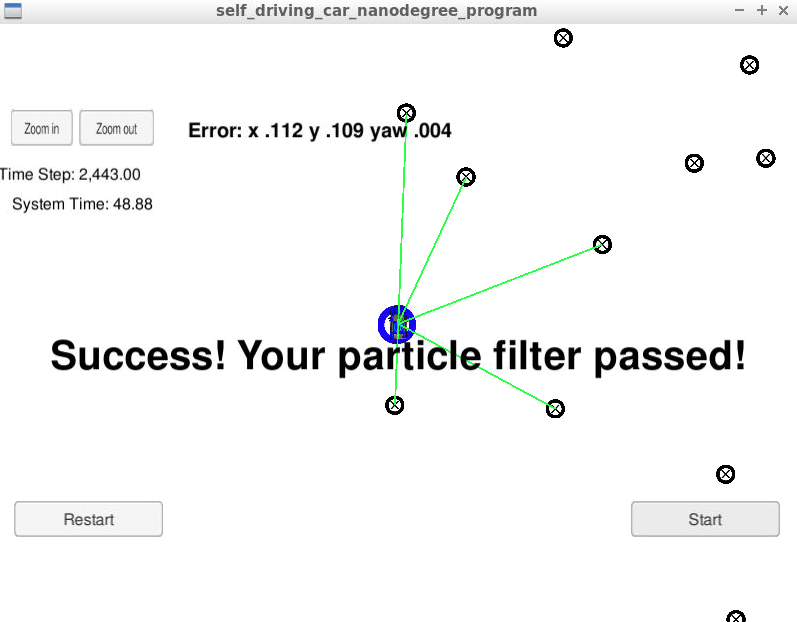 self_driving_car_nanodegree_program
Zoom in Zoom out
Error: x .112 y .109 yaw .004
Time Step: 2,443.00
System Time: 48.88
Success! Your particle filter passed!
Restart
Start